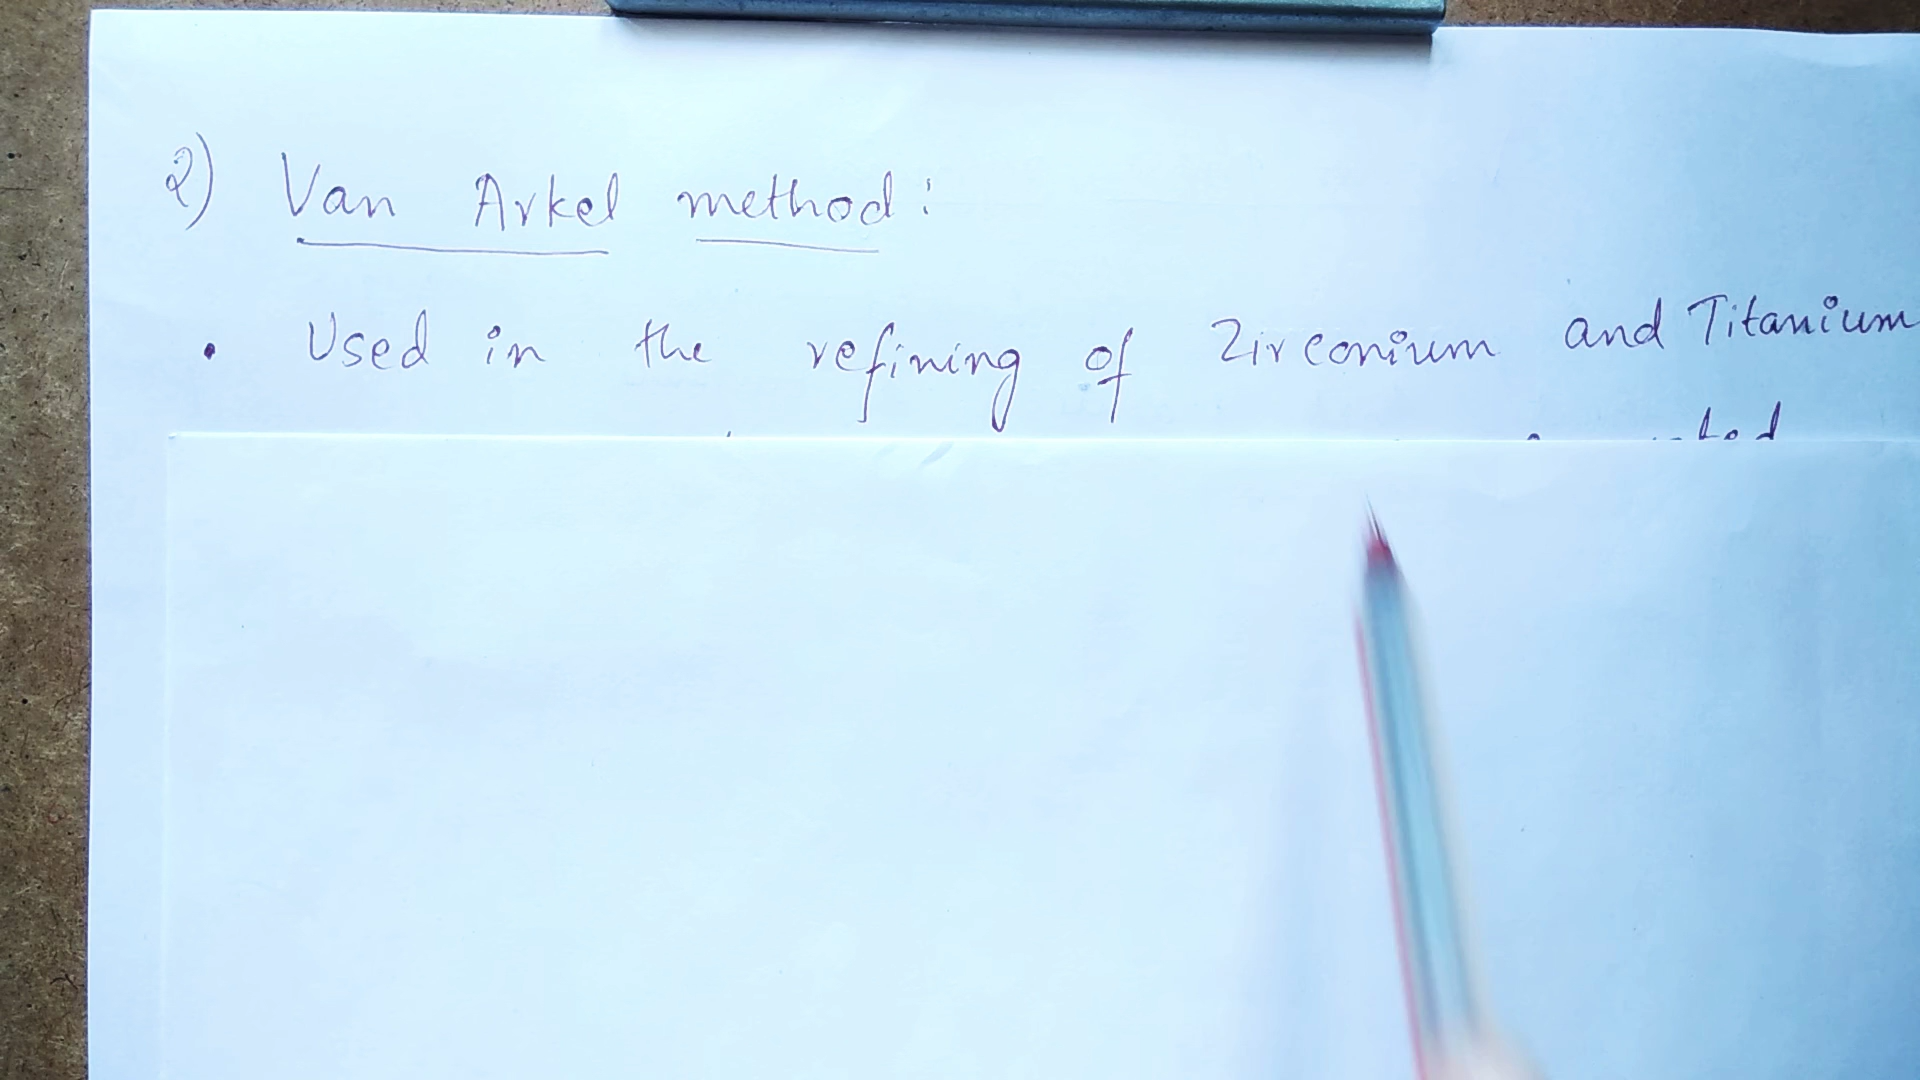 2) Van Arkel method:
• Used in the refining of Zirconium and Titanium